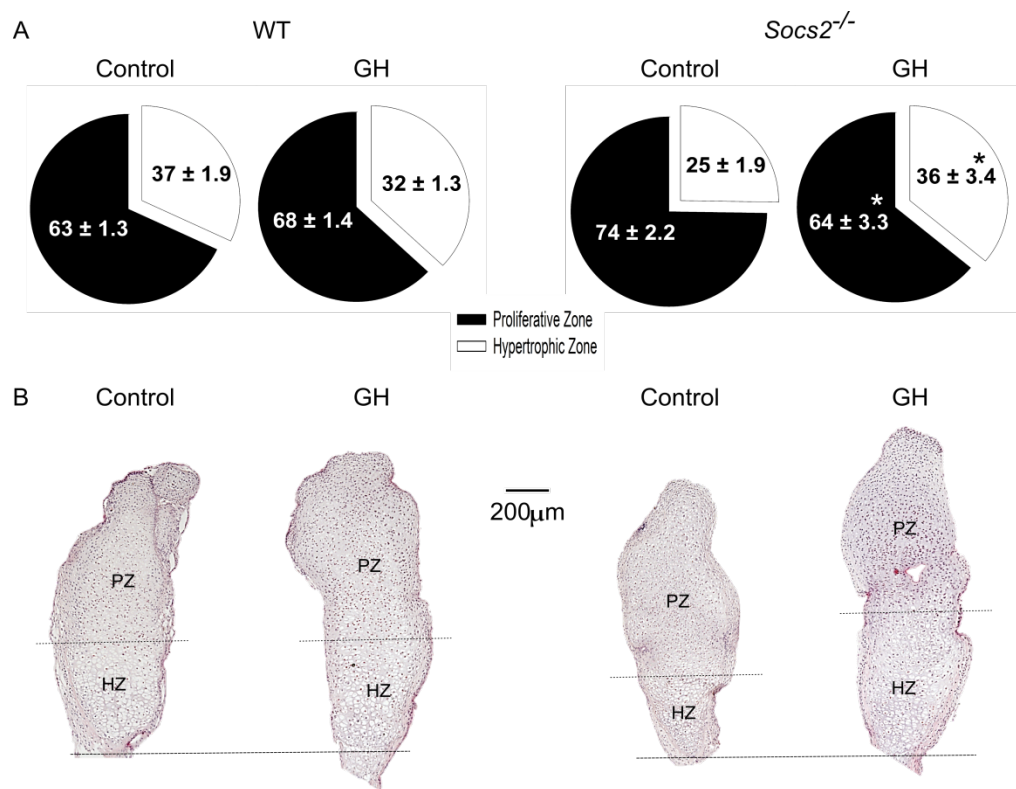 A
WT
Socs2-/-
Control
GH
Control
GH
37 ± 1.9
63 ± 1.3
32 ± 1.3
68 ± 1.4
25 ± 1.9
74 ± 2.2
*
36 ± 3.4
*
64 ± 3.3
Proliferative Zone
Hypertrophic Zone
B
Control
GH
Control
GH
200μm
PZ
HZ
PZ
HZ
PZ
HZ
PZ
HZ